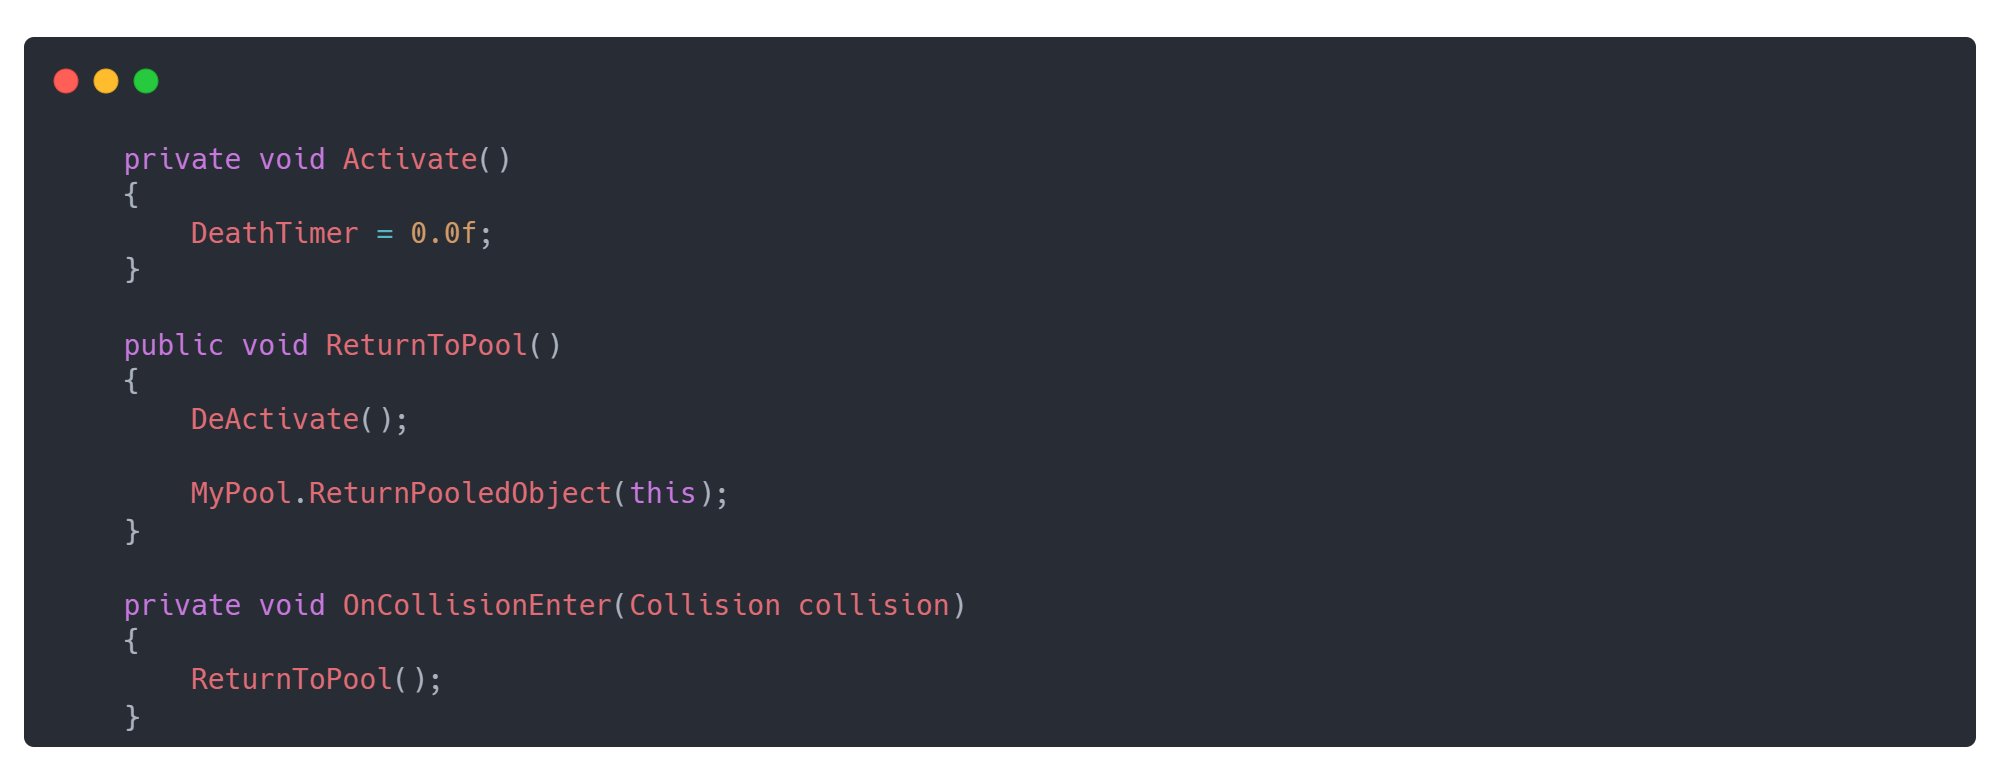 private void Activate()
{
    DeathTimer = 0.0f;
}

public void ReturnToPool()
{
    DeActivate();

    MyPool.ReturnPooledObject(this);
}

private void OnCollisionEnter(Collision collision)
{
    ReturnToPool();
}